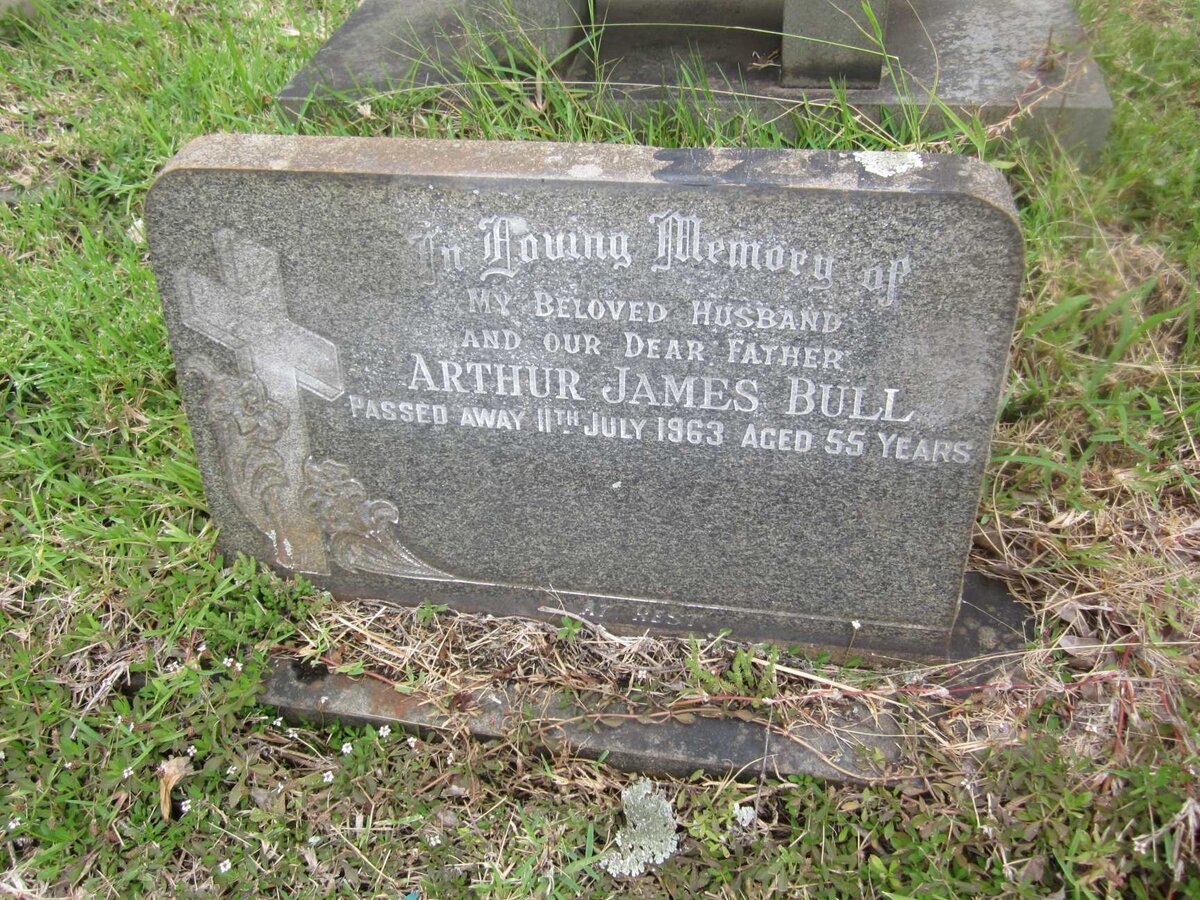 In Loving Memory of
MY BELOVED HUSBAND
AND OUR DEAR FATHER
ARTHUR JAMES BULL
PASSED AWAY 11TH JULY 1963 AGED 55 YEARS